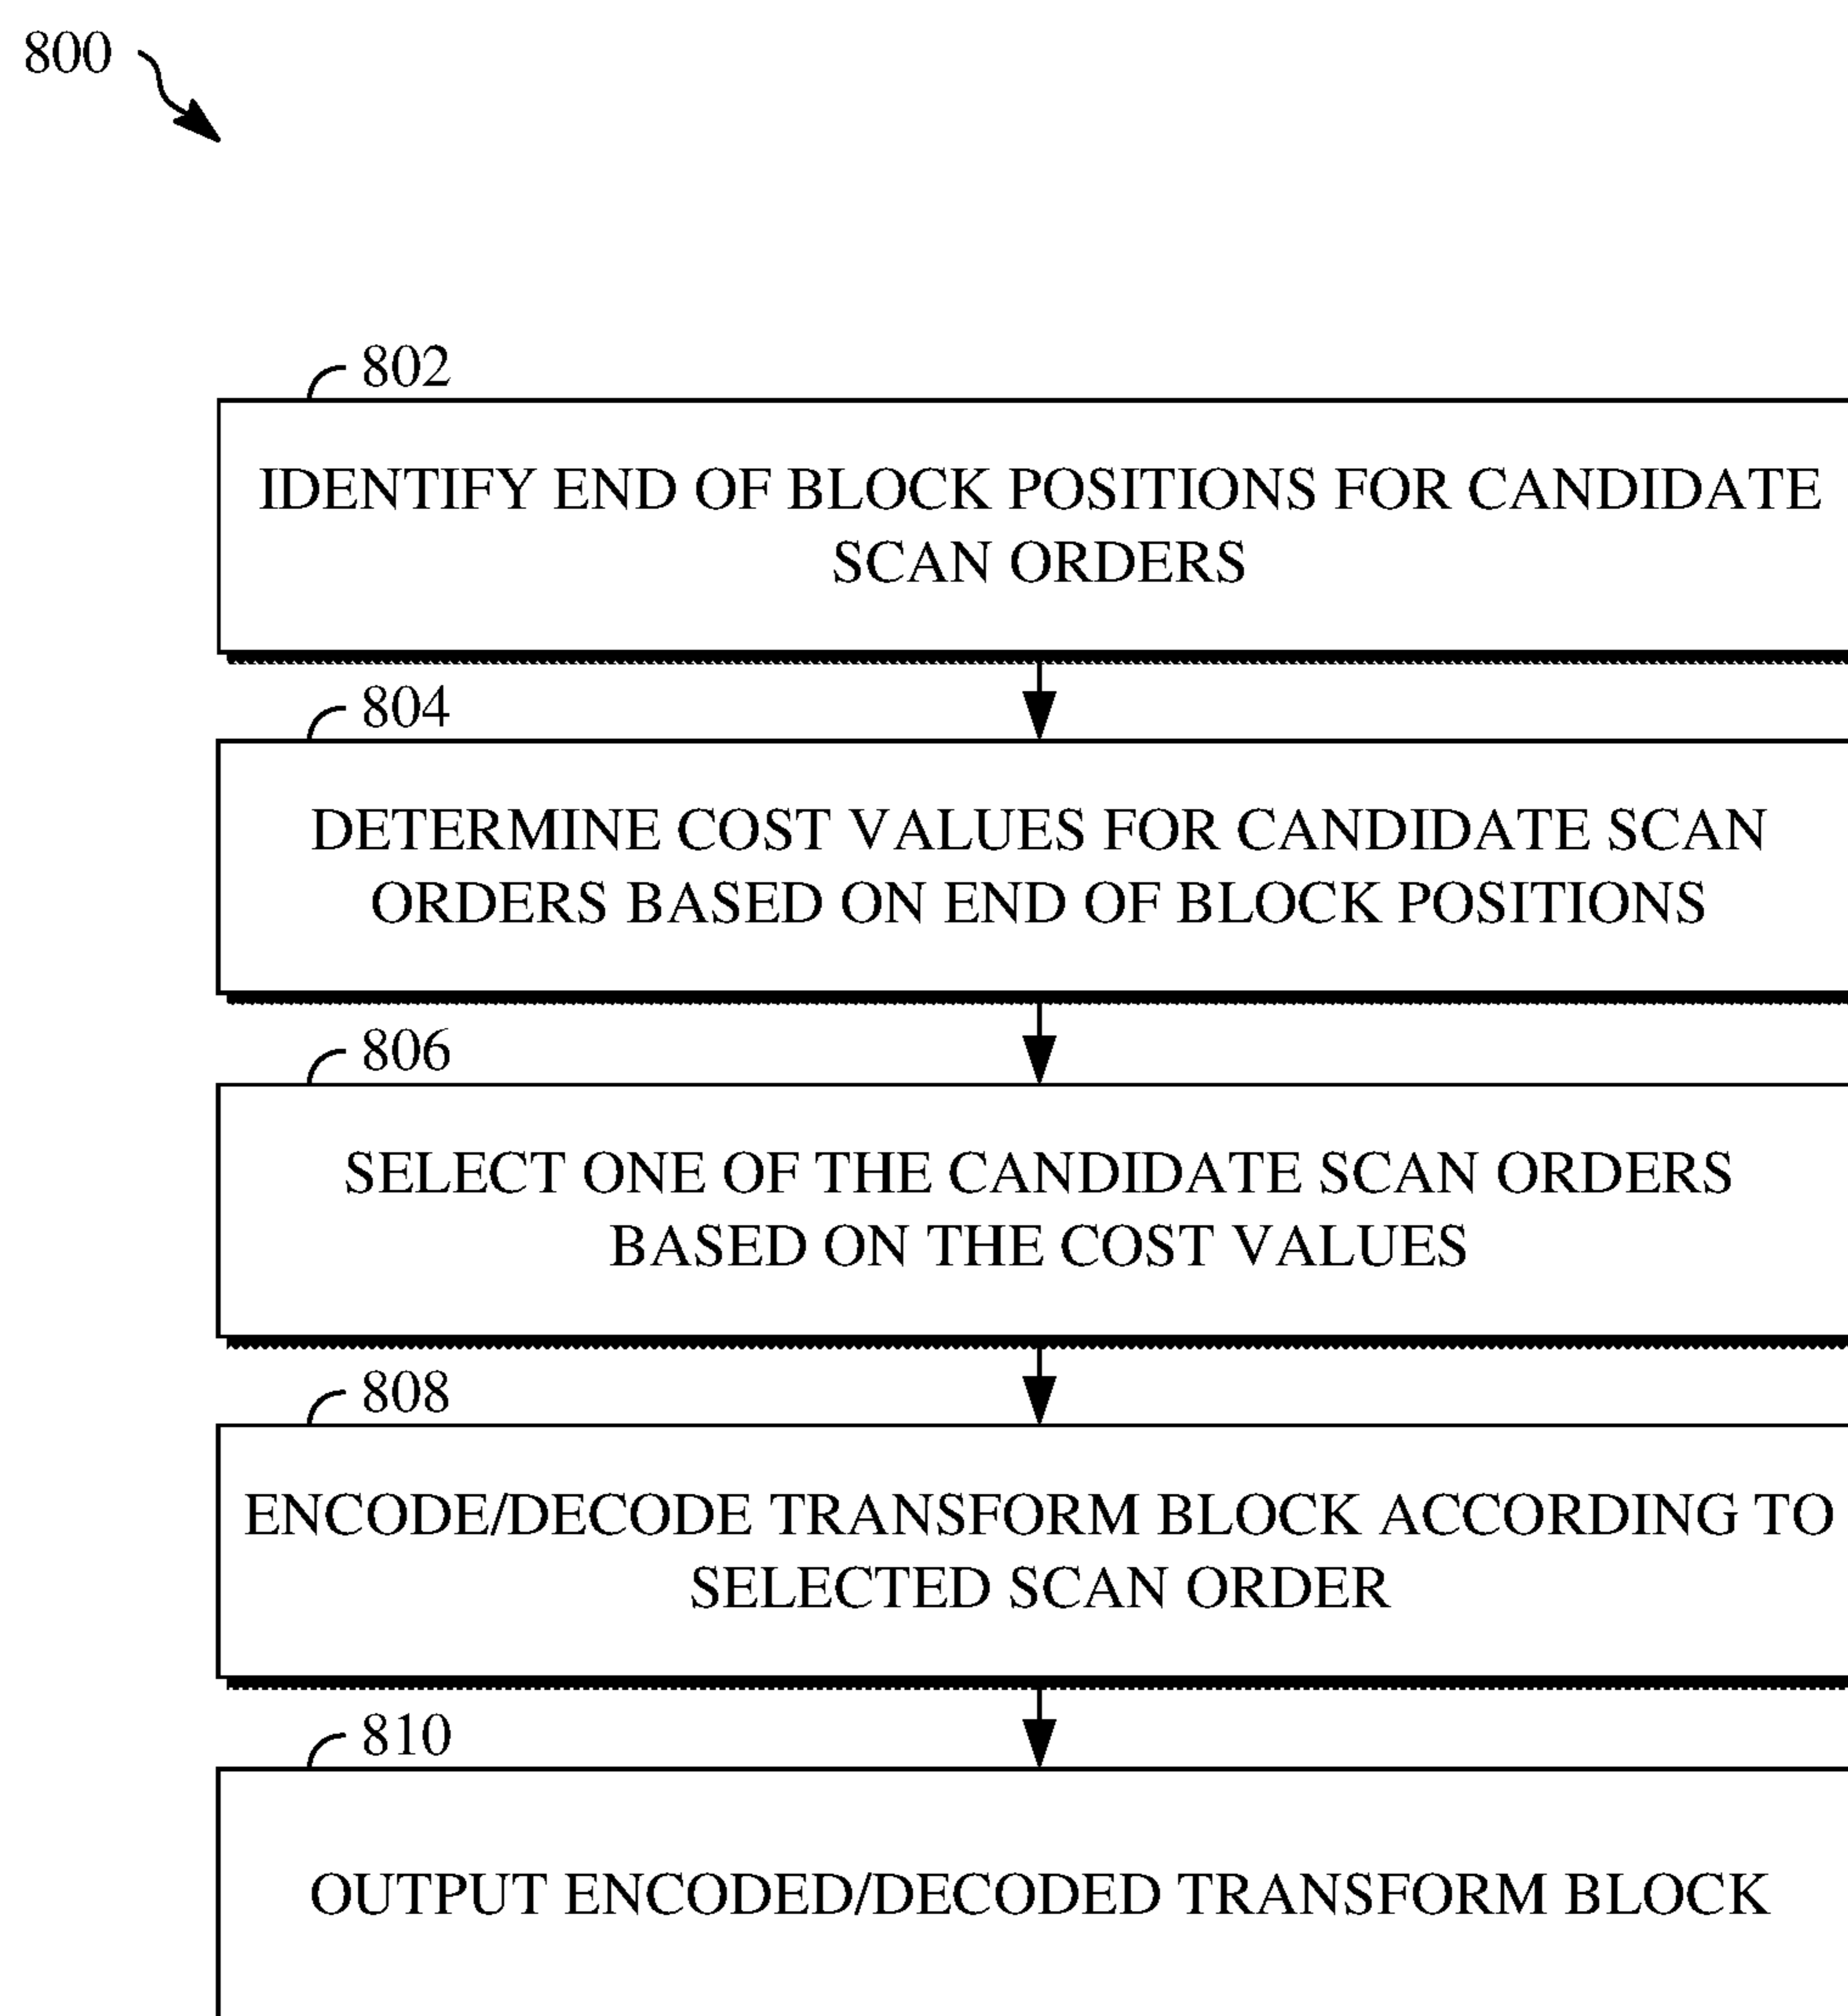 800
802
IDENTIFY END OF BLOCK POSITIONS FOR CANDIDATE
SCAN ORDERS
804
DETERMINE COST VALUES FOR CANDIDATE SCAN
ORDERS BASED ON END OF BLOCK POSITIONS
806
SELECT ONE OF THE CANDIDATE SCAN ORDERS
BASED ON THE COST VALUES
808
ENCODE/DECODE TRANSFORM BLOCK ACCORDING TO
SELECTED SCAN ORDER
810
OUTPUT ENCODED/DECODED TRANSFORM BLOCK